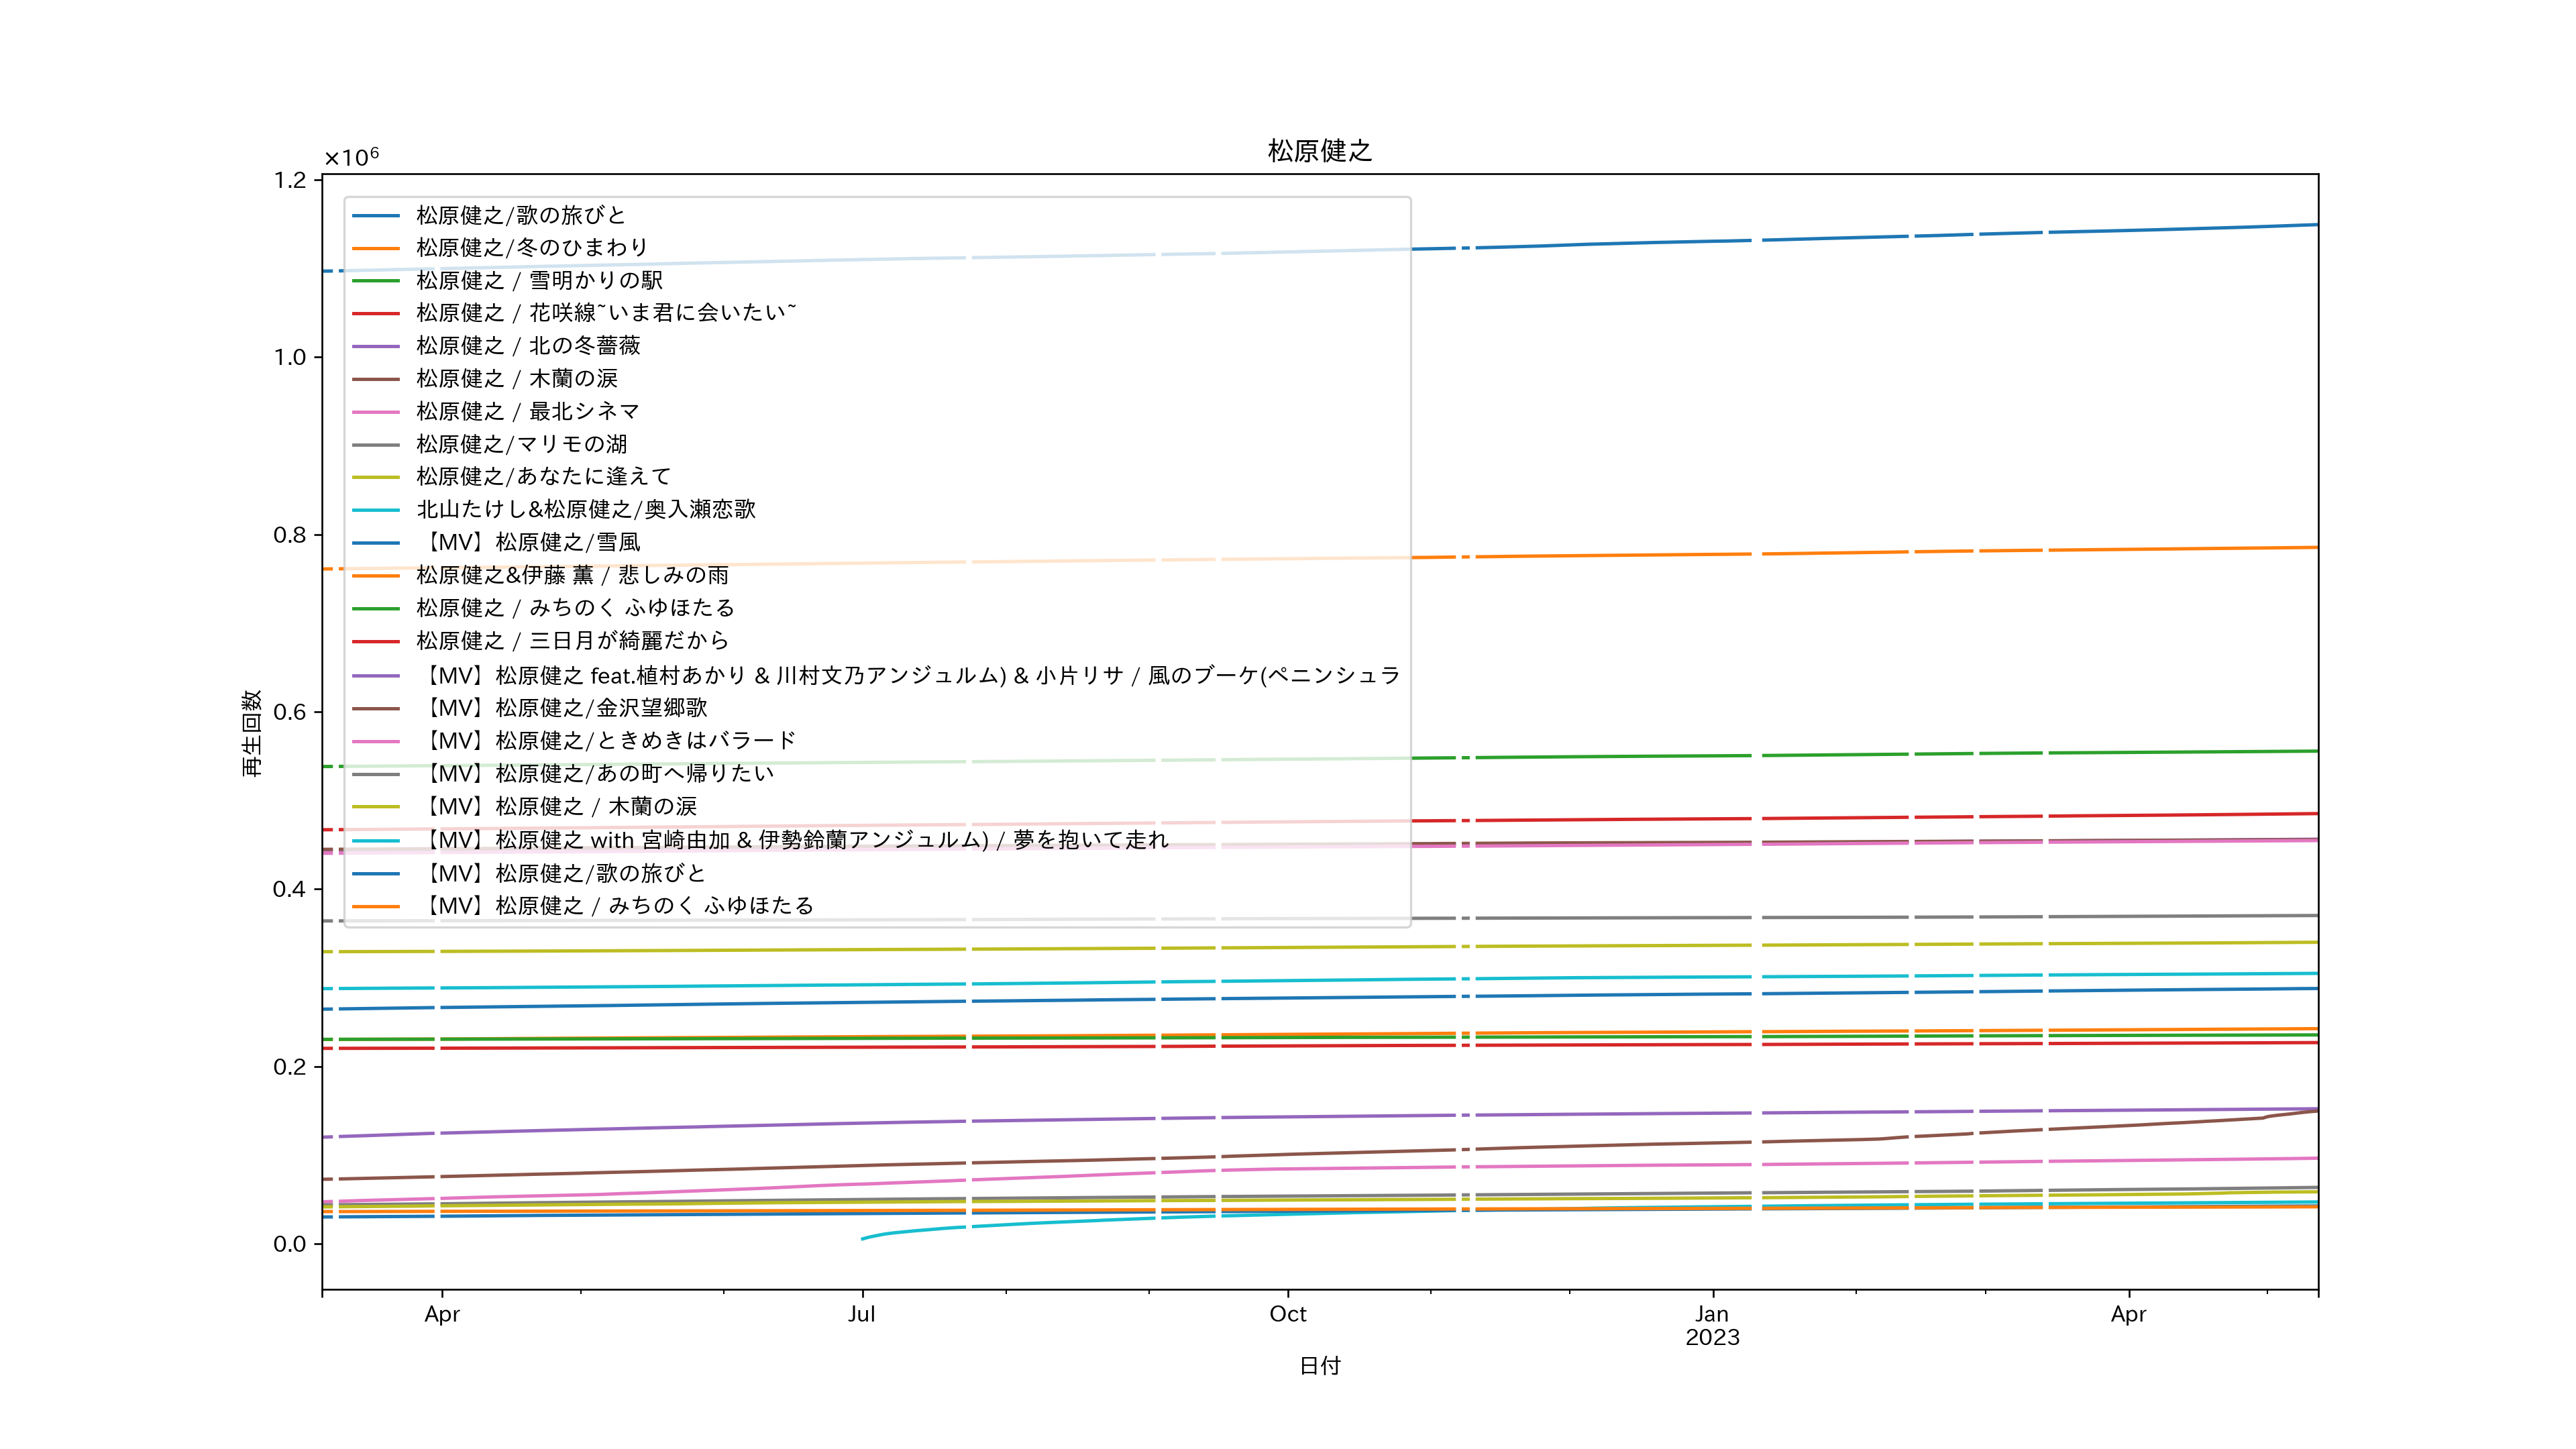 松原健之
×10⁶
1.2
1.0
0.8
0.6
0.4
0.2
0.0
再生回数
松原健之/歌の旅びと
松原健之/冬のひまわり
松原健之 / 雪明かりの駅
松原健之 / 花咲線~いま君に会いたい~
松原健之 / 北の冬薔薇
松原健之 / 木蘭の涙
松原健之 / 最北シネマ
松原健之/マリモの湖
松原健之/あなたに逢えて
北山たけし&松原健之/奥入瀬恋歌
【MV】松原健之/雪風
松原健之&伊藤 薫 / 悲しみの雨
松原健之 / みちのく ふゆほたる
松原健之 / 三日月が綺麗だから
【MV】松原健之 feat.植村あかり & 川村文乃アンジュルム) & 小片リサ / 風のブーケ(ペニンシュラ
【MV】松原健之/金沢望郷歌
【MV】松原健之/ときめきはバラード
【MV】松原健之/あの町へ帰りたい
【MV】松原健之 / 木蘭の涙
【MV】松原健之 with 宮崎由加 & 伊勢鈴蘭アンジュルム) / 夢を抱いて走れ
【MV】松原健之/歌の旅びと
【MV】松原健之 / みちのく ふゆほたる
Apr
Jul
Oct
Jan
2023
Apr
日付